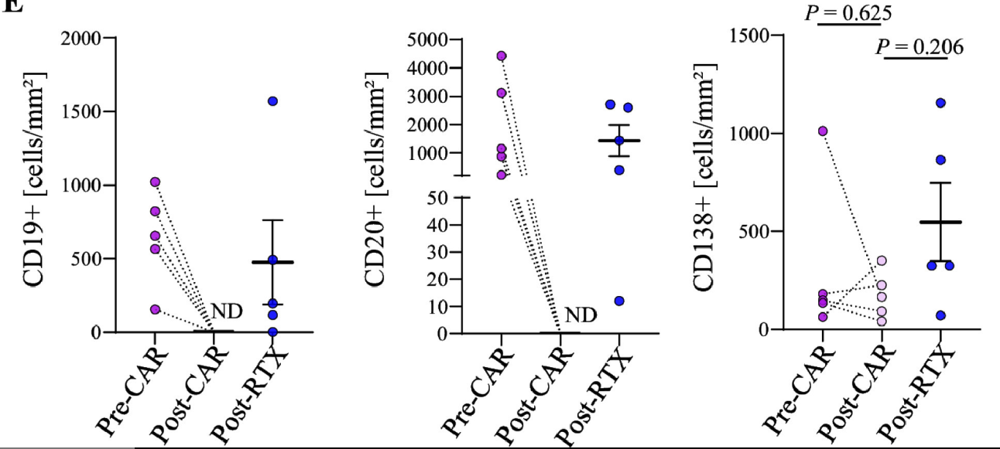 E
CD19+ [cells/mm²]
2000
1500
1000
500
0
ND
Pre-CAR
Post-CAR
Post-RTX
CD20+ [cells/mm²]
5000
4000
3000
2000
1000
50
40
30
20
10
0
ND
Pre-CAR
Post-CAR
Post-RTX
P = 0.625
P = 0.206
CD138+ [cells/mm²]
1500
1000
500
0
Pre-CAR
Post-CAR
Post-RTX